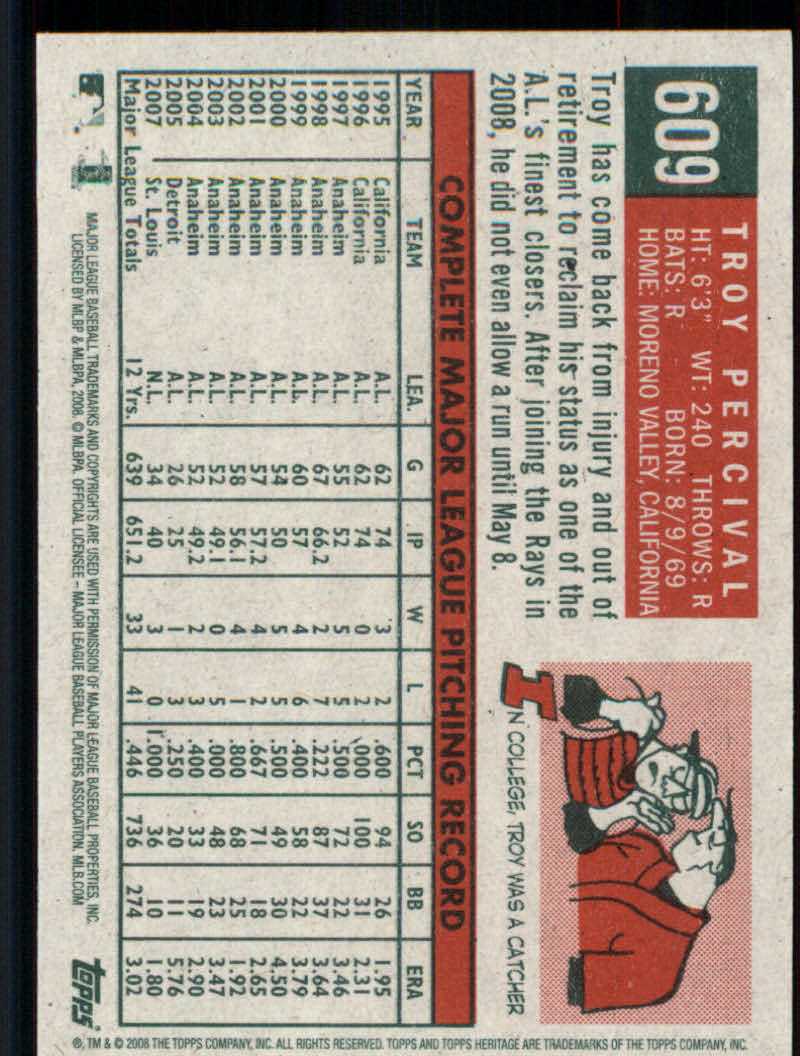 609
TROY PERCIVAL
HT: 6'3" WT: 240 THROWS: R
BATS: R BORN: 8/9/69
HOME: MORENO VALLEY, CALIFORNIA
Troy has come back from injury and out of
retirement to reclaim his status as one of the
A.L.'s finest closers. After joining the Rays in
2008, he did not even allow a run until May 8.
IN COLLEGE, TROY WAS A CATCHER
COMPLETE MAJOR LEAGUE PITCHING RECORD
YEAR TEAM LEA. G IP W L PCT SO BB ERA
1995 California A.L. 62 74 3 2 .600 94 26 1.95
1996 California A.L. 62 74 0 2 .000 100 31 2.31
1997 Anaheim A.L. 55 52 5 5 .500 72 22 3.46
1998 Anaheim A.L. 67 66.2 2 7 .222 87 37 3.64
1999 Anaheim A.L. 60 57 4 6 .400 58 22 3.79
2000 Anaheim A.L. 54 50 5 5 .500 49 30 4.50
2001 Anaheim A.L. 57 57.2 4 2 .667 71 18 2.65
2002 Anaheim A.L. 58 56.1 4 1 .800 68 25 1.92
2003 Anaheim A.L. 52 49.1 0 5 .000 48 23 3.47
2004 Anaheim A.L. 52 49.2 2 3 .400 33 19 2.90
2005 Detroit A.L. 26 25 1 3 .250 20 11 5.76
2007 St. Louis N.L. 34 40 3 0 1.000 36 10 1.80
Major League Totals 12 Yrs. 639 651.2 33 41 .446 736 274 3.02
MAJOR LEAGUE BASEBALL TRADEMARKS AND COPYRIGHTS ARE USED WITH PERMISSION OF MAJOR LEAGUE BASEBALL PROPERTIES, INC.
LICENSED BY MLBP & MLBPA, 2008. © MLBPA. OFFICIAL LICENSEE – MAJOR LEAGUE BASEBALL PLAYERS ASSOCIATION. MLB.COM
topps
®, TM & © 2008 THE TOPPS COMPANY, INC. ALL RIGHTS RESERVED. TOPPS AND TOPPS HERITAGE ARE TRADEMARKS OF THE TOPPS COMPANY, INC.